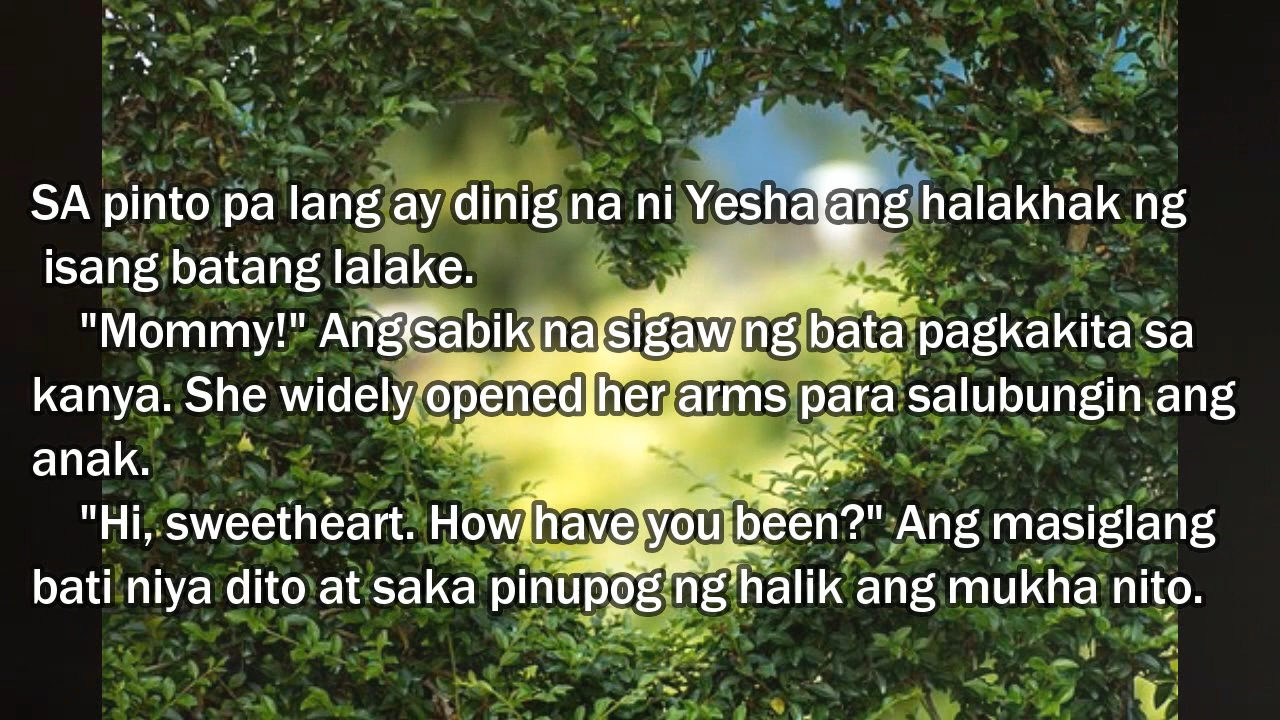 SA pinto pa lang ay dinig na ni Yesha ang halakhak ng
isang batang lalake.
"Mommy!" Ang sabik na sigaw ng bata pagkakita sa
kanya. She widely opened her arms para salubungin ang
anak.
"Hi, sweetheart. How have you been?" Ang masiglang
bati niya dito at saka pinupog ng halik ang mukha nito.